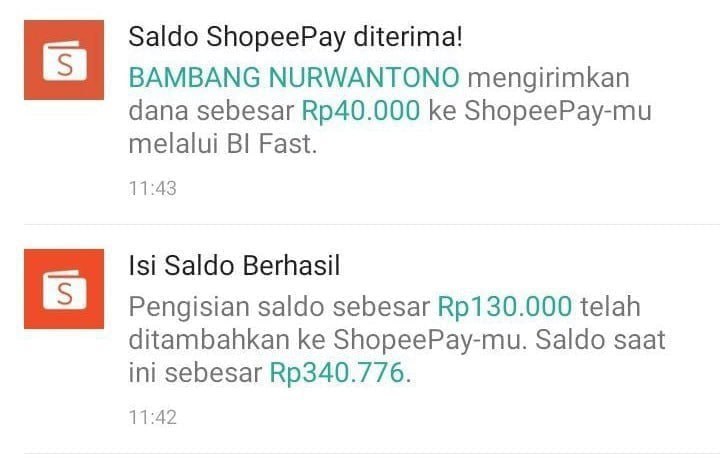 S
Saldo ShopeePay diterima!
BAMBANG NURWANTONO mengirimkan
dana sebesar Rp40.000 ke ShopeePay-mu
melalui BI Fast.
11:43
S
Isi Saldo Berhasil
Pengisian saldo sebesar Rp130.000 telah
ditambahkan ke ShopeePay-mu. Saldo saat
ini sebesar Rp340.776.
11:42